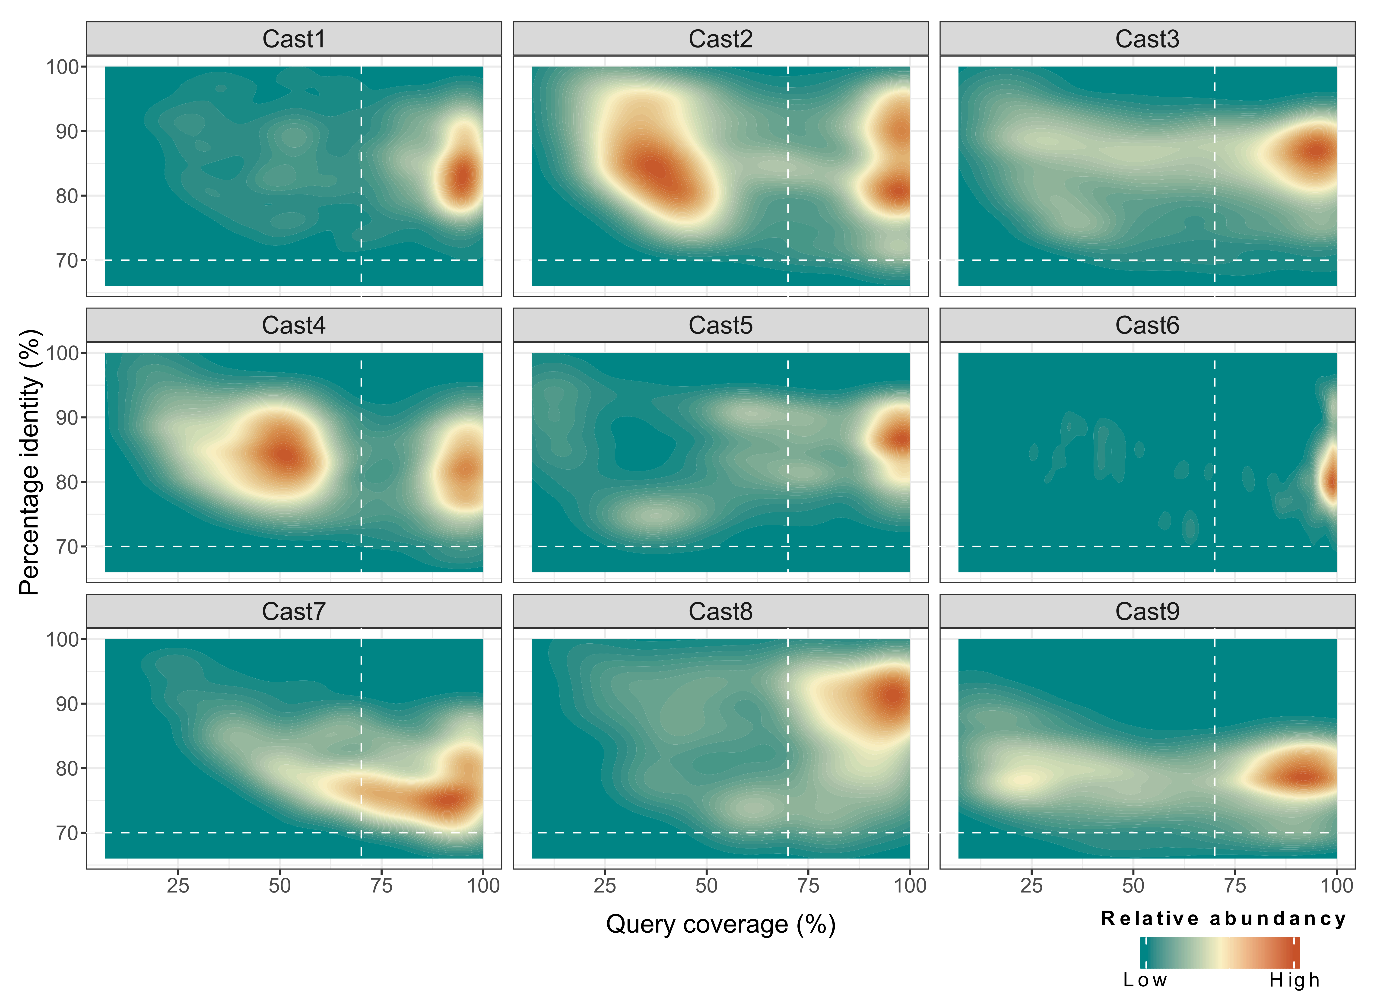 Cast1 Cast2 Cast3
100
90
80
70
Cast4 Cast5 Cast6
100
90
80
70
Percentage identity (%)
Cast7 Cast8 Cast9
100
90
80
70
25 50 75 100 25 50 75 100 25 50 75 100
Query coverage (%)
Relative abundancy
Low High